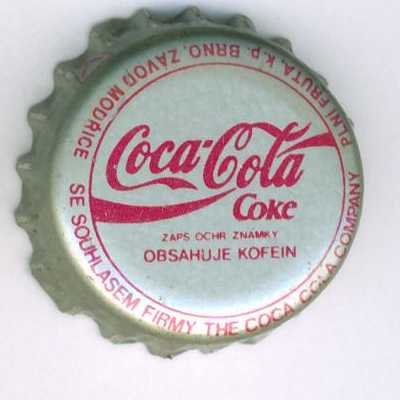 Coca-Cola
Coke
ZAPS OCHR ZNAMKY
OBSAHUJE KOFEIN
PLNÍ FRUTA, k.p. BRNO, ZÁVOD MODŘICE
SE SOUHLASEM FIRMY THE COCA-COLA COMPANY